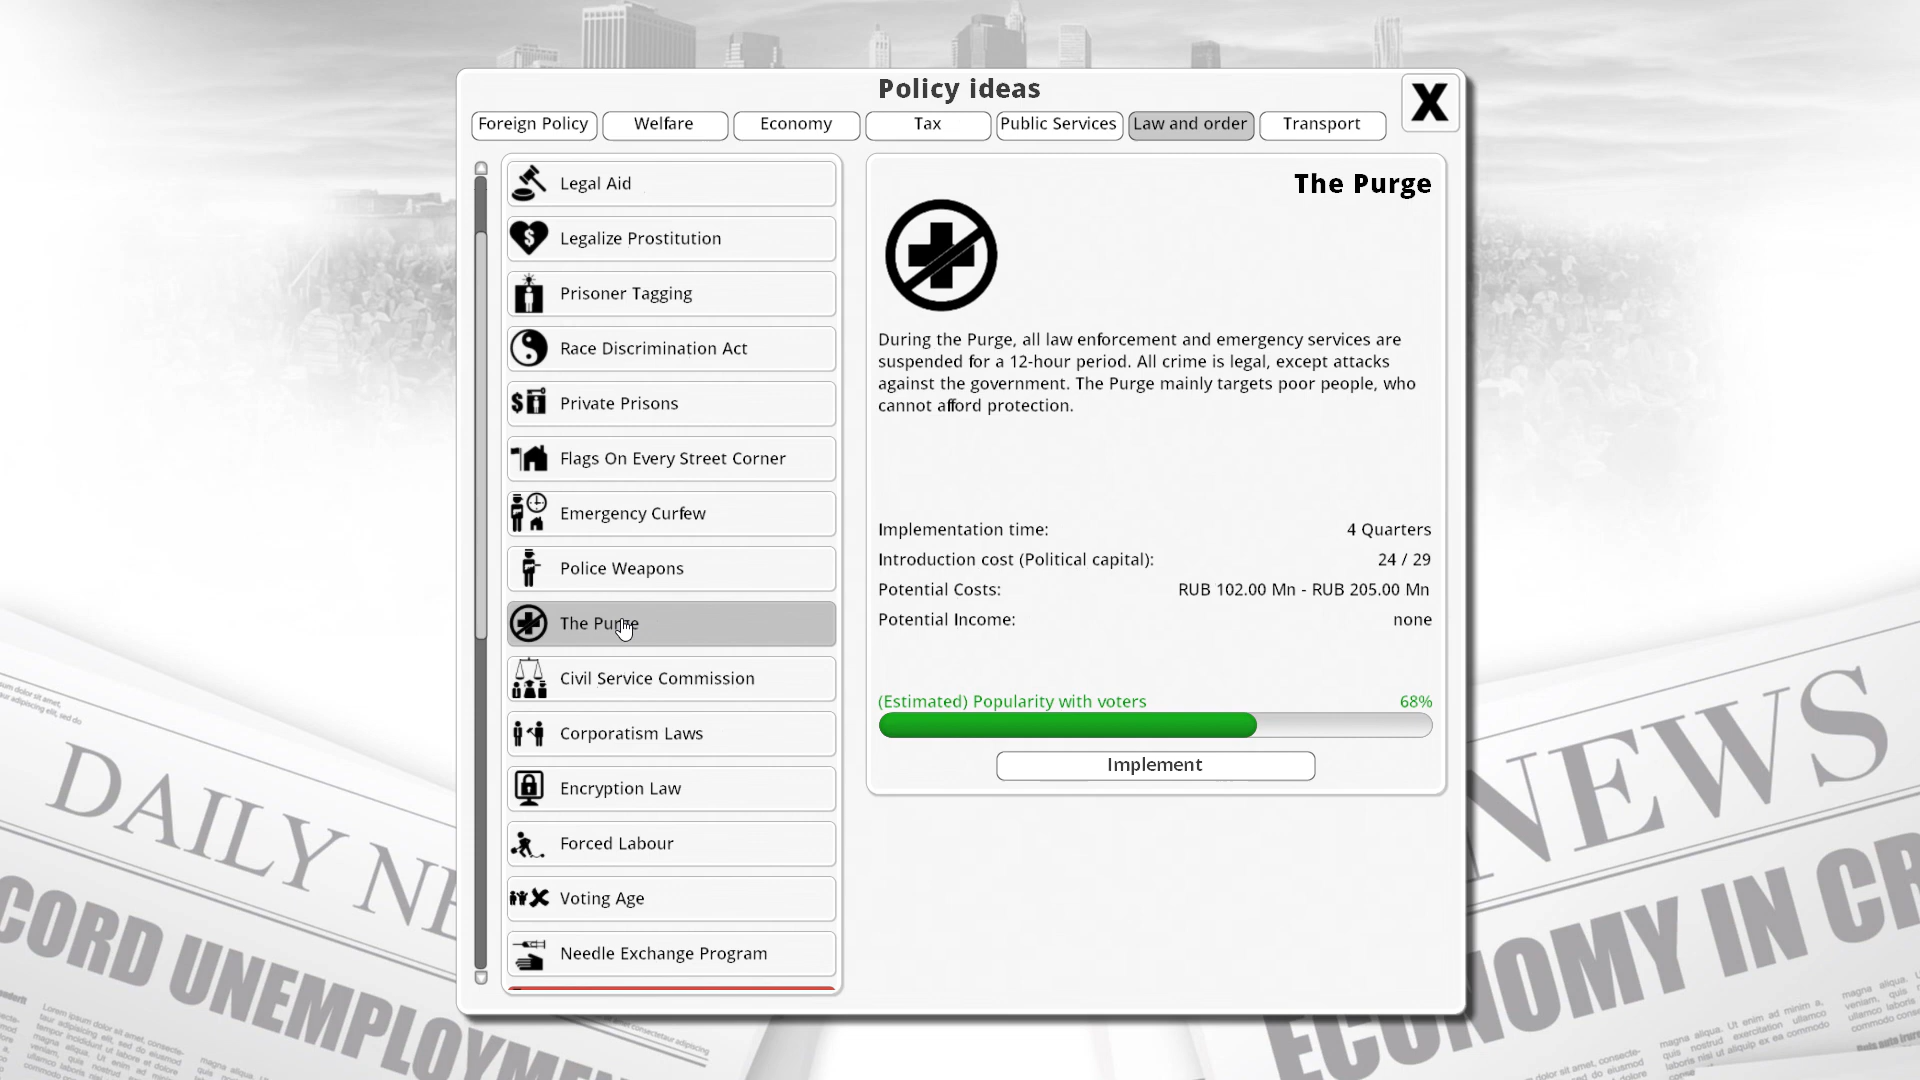 Policy ideas
X
Foreign Policy
Welfare
Economy
Tax
Public Services
Law and order
Transport
Legal Aid
Legalize Prostitution
Prisoner Tagging
Race Discrimination Act
Private Prisons
Flags On Every Street Corner
Emergency Curfew
Police Weapons
The Purge
Civil Service Commission
Corporatism Laws
Encryption Law
Forced Labour
Voting Age
Needle Exchange Program
The Purge
During the Purge, all law enforcement and emergency services are
suspended for a 12-hour period. All crime is legal, except attacks
against the government. The Purge mainly targets poor people, who
cannot afford protection.
Implementation time: 4 Quarters
Introduction cost (Political capital): 24 / 29
Potential Costs: RUB 102.00 Mn - RUB 205.00 Mn
Potential Income: none
(Estimated) Popularity with voters 68%
Implement
DAILY NE
CORD UNEMPLOYME
NEWS
ECONOMY IN CR